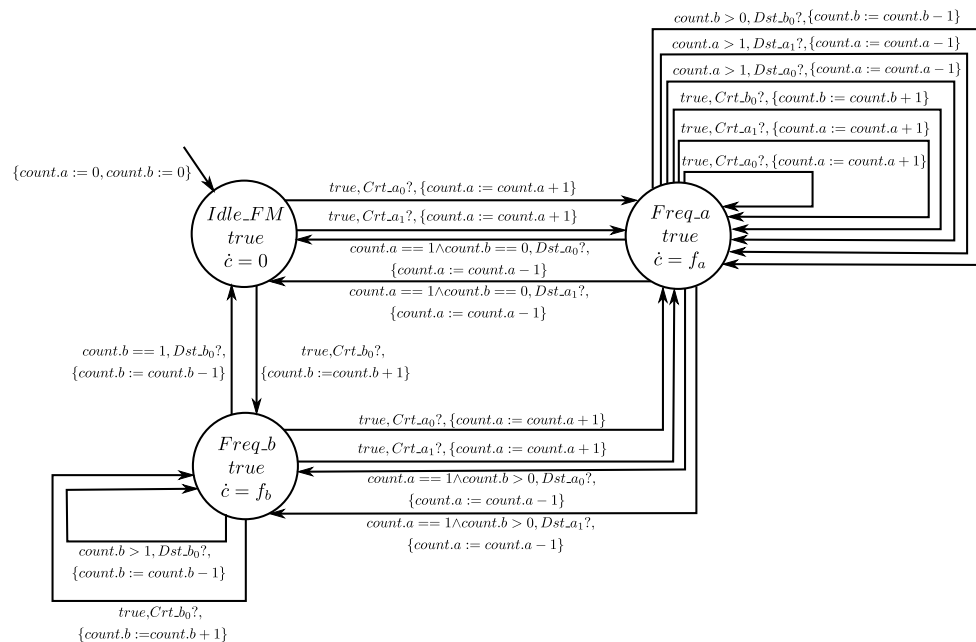 count.b > 0, Dst_b₀?, {count.b := count.b − 1}
count.a > 1, Dst_a₁?, {count.a := count.a − 1}
count.a > 1, Dst_a₀?, {count.a := count.a − 1}
true, Crt_b₀?, {count.b := count.b + 1}
true, Crt_a₁?, {count.a := count.a + 1}
true, Crt_a₀?, {count.a := count.a + 1}
{count.a := 0, count.b := 0}
Idle_FM
true
ċ = 0
true, Crt_a₀?, {count.a := count.a + 1}
true, Crt_a₁?, {count.a := count.a + 1}
count.a == 1∧count.b == 0, Dst_a₀?,
{count.a := count.a − 1}
count.a == 1∧count.b == 0, Dst_a₁?,
{count.a := count.a − 1}
Freq_a
true
ċ = fₐ
count.b == 1, Dst_b₀?,
{count.b := count.b − 1}
true,Crt_b₀?,
{count.b :=count.b + 1}
Freq_b
true
ċ = f_b
true, Crt_a₀?, {count.a := count.a + 1}
true, Crt_a₁?, {count.a := count.a + 1}
count.a == 1∧count.b > 0, Dst_a₀?,
{count.a := count.a − 1}
count.a == 1∧count.b > 0, Dst_a₁?,
{count.a := count.a − 1}
count.b > 1, Dst_b₀?,
{count.b := count.b − 1}
true,Crt_b₀?,
{count.b :=count.b + 1}